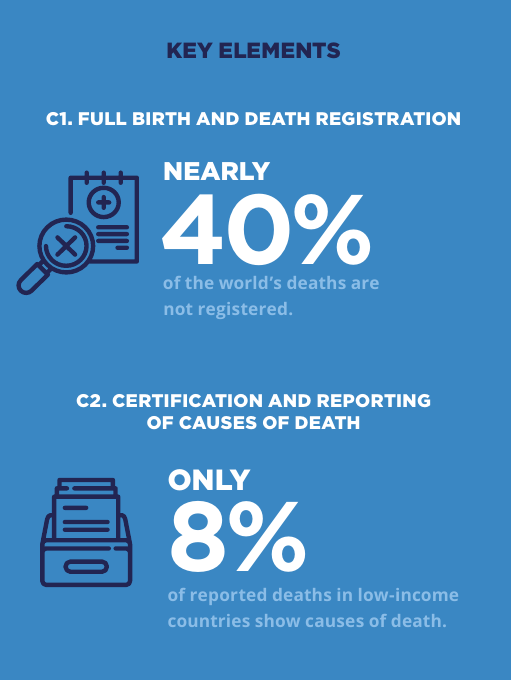 KEY ELEMENTS
C1. FULL BIRTH AND DEATH REGISTRATION
NEARLY
40%
of the world's deaths are
not registered.
C2. CERTIFICATION AND REPORTING
OF CAUSES OF DEATH
ONLY
8%
of reported deaths in low-income
countries show causes of death.